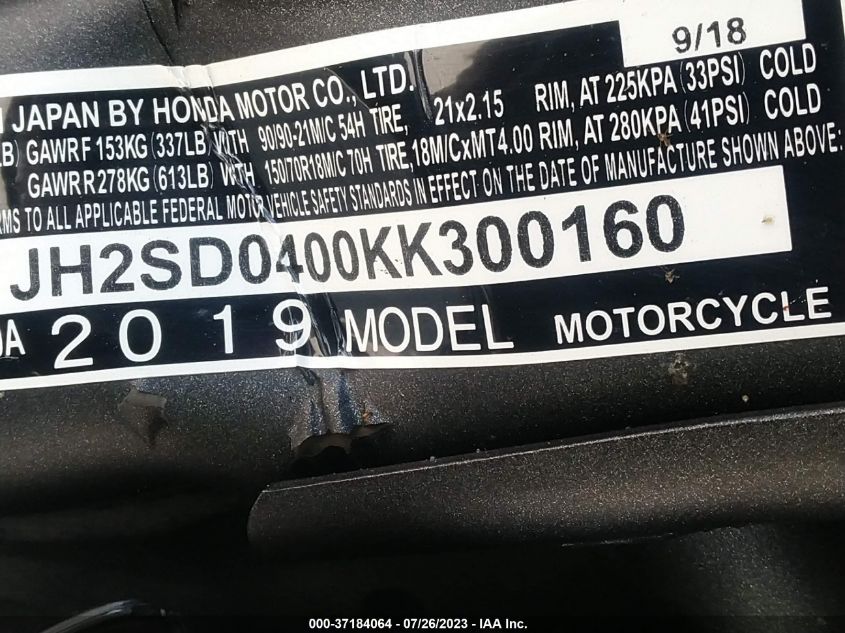 9/18
JAPAN BY HONDA MOTOR CO., LTD.
GAWR F 153KG (337LB) WITH 90/90-21M/C 54H TIRE, 21x2.15 RIM, AT 225KPA (33PSI) COLD
GAWR R 278KG (613LB) WITH 150/70R18M/C 70H TIRE, 18M/CxMT4.00 RIM, AT 280KPA (41PSI) COLD
TO ALL APPLICABLE FEDERAL MOTOR VEHICLE SAFETY STANDARDS IN EFFECT ON THE DATE OF MANUFACTURE SHOWN ABOVE:
JH2SD0400KK300160
2019 MODEL MOTORCYCLE
000-37184064 - 07/26/2023 - IAA Inc.